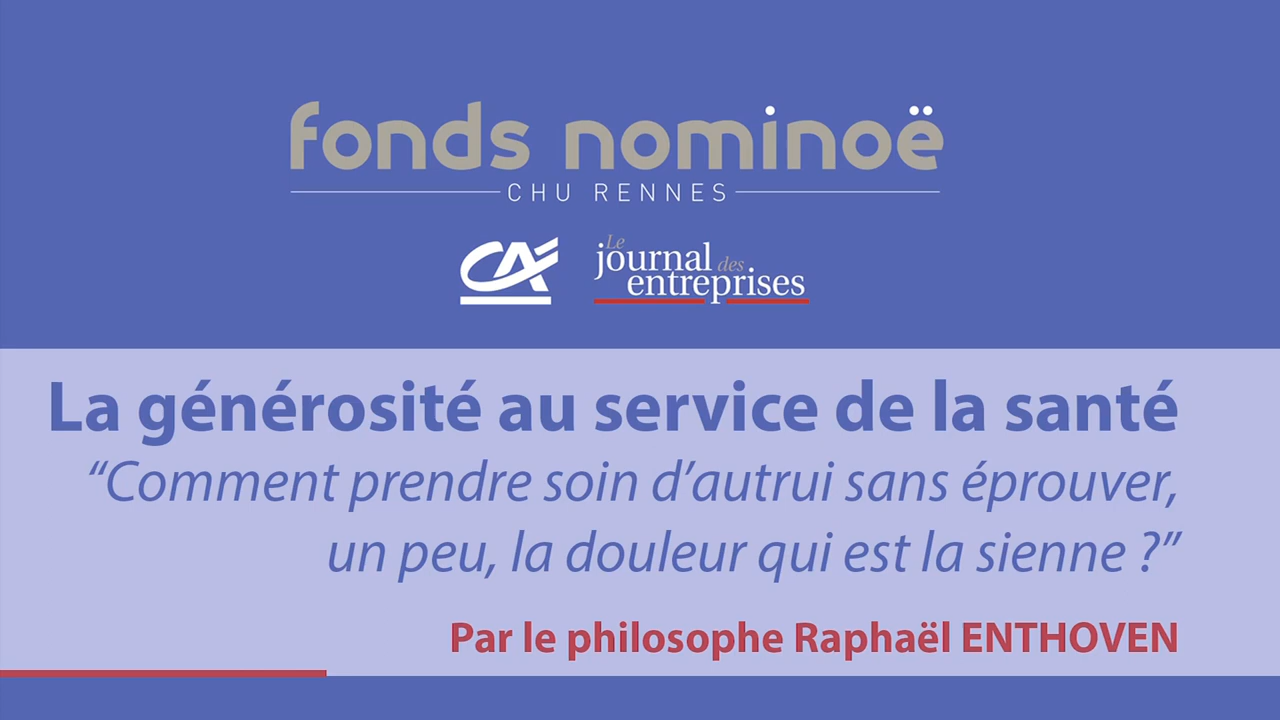 fonds nominoë
CHU RENNES
CA
Le journal des entreprises
La générosité au service de la santé
“Comment prendre soin d’autrui sans éprouver,
un peu, la douleur qui est la sienne ?”
Par le philosophe Raphaël ENTHOVEN